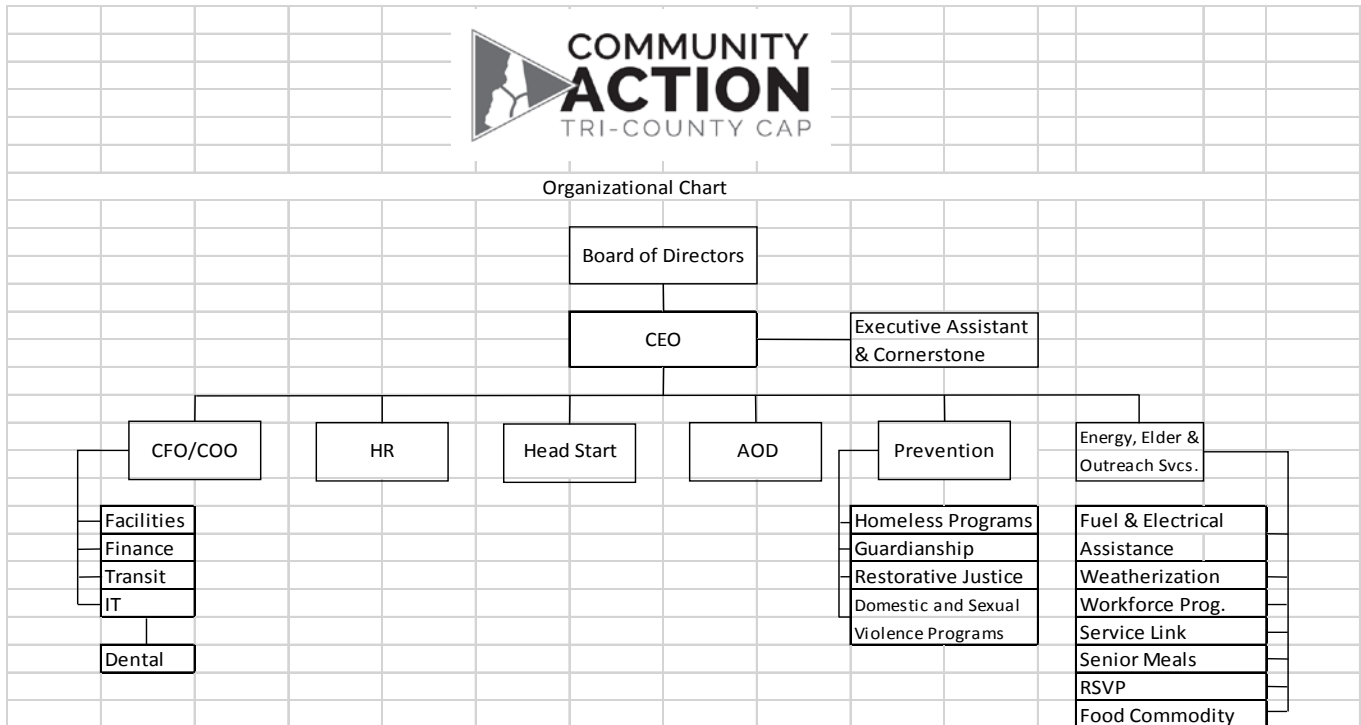 COMMUNITY
ACTION
TRI-COUNTY CAP
Organizational Chart
Board of Directors
CEO
Executive Assistant
& Cornerstone
CFO/COO
HR
Head Start
AOD
Prevention
Energy, Elder &
Outreach Svcs.
Facilities
Finance
Transit
IT
Dental
Homeless Programs
Guardianship
Restorative Justice
Domestic and Sexual
Violence Programs
Fuel & Electrical
Assistance
Weatherization
Workforce Prog.
Service Link
Senior Meals
RSVP
Food Commodity